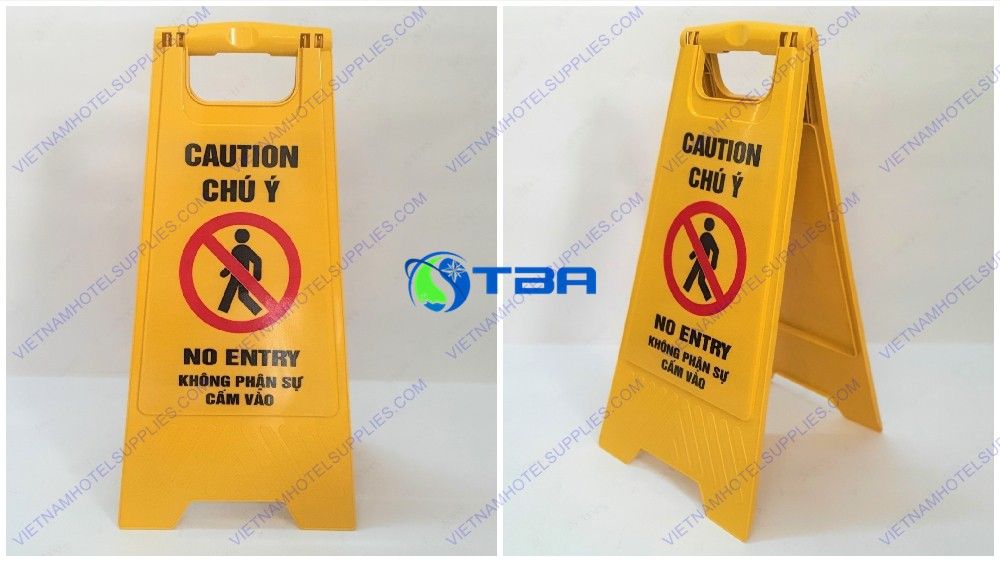 CAUTION
CHÚ Ý
NO ENTRY
KHÔNG PHẬN SỰ
CẤM VÀO
TBA
CAUTION
CHÚ Ý
NO ENTRY
KHÔNG PHẬN SỰ
CẤM VÀO
VIETNAMHOTELSUPPLIES.COM